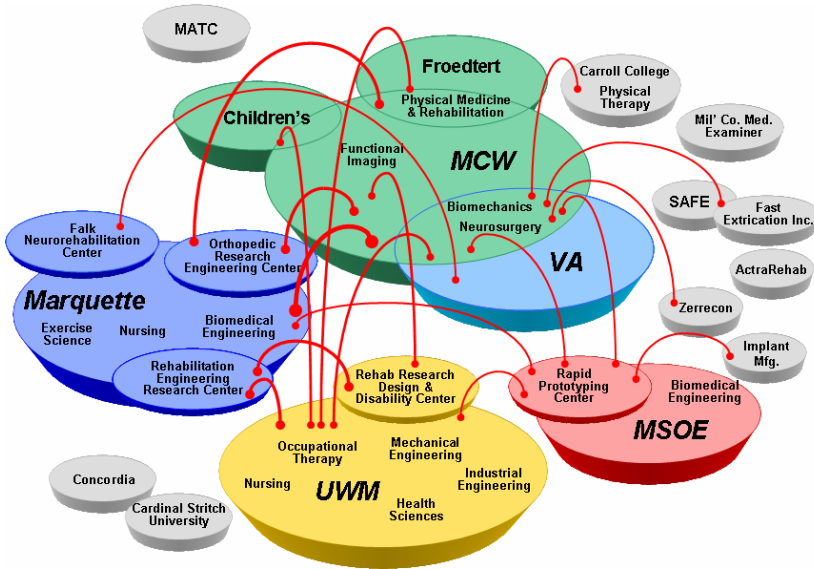 MATC
Froedtert
Physical Medicine
& Rehabilitation
Carroll College
Physical
Therapy
Children's
Mil' Co. Med.
Examiner
Functional
Imaging
MCW
Biomechanics
Neurosurgery
SAFE
Fast
Extrication Inc.
Falk
Neurorehabilitation
Center
Orthopedic
Research
Engineering Center
VA
ActraRehab
Marquette
Exercise
Science
Nursing
Biomedical
Engineering
Zerrecon
Implant
Mfg.
Rehabilitation
Engineering
Research Center
Rehab Research
Design &
Disability Center
Rapid
Prototyping
Center
Biomedical
Engineering
MSOE
Occupational
Therapy
Mechanical
Engineering
Nursing
UWM
Industrial
Engineering
Health
Sciences
Concordia
Cardinal Stritch
University